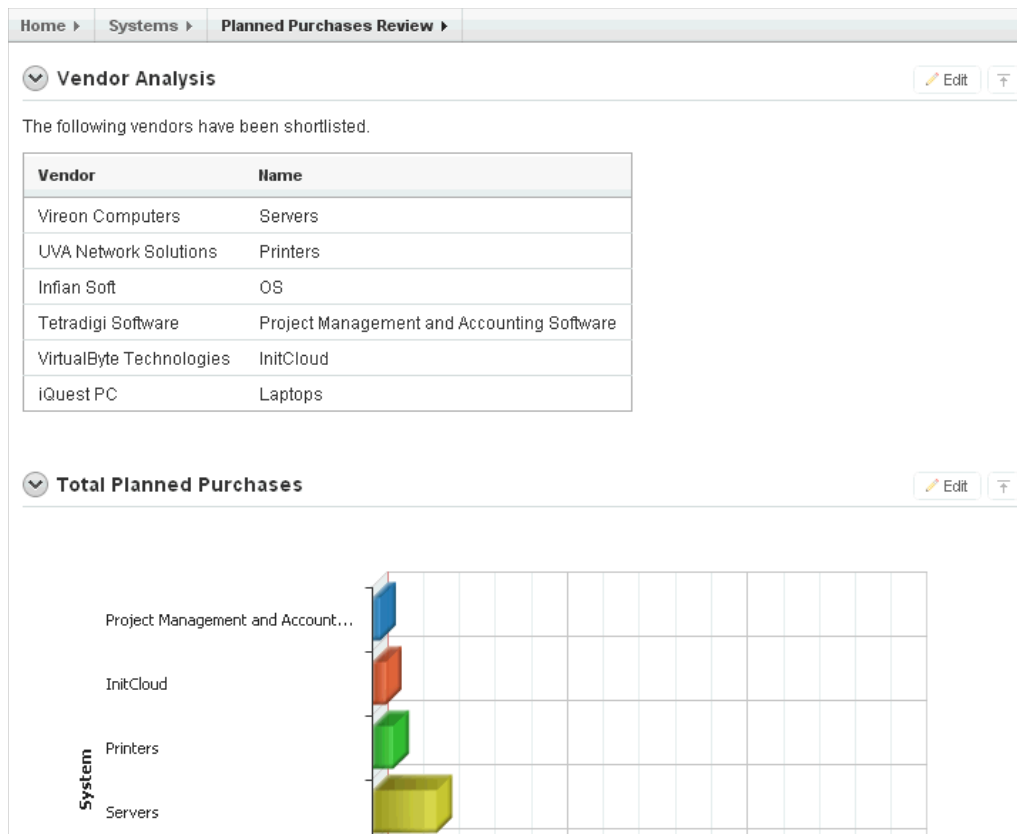 Home Systems Planned Purchases Review
Vendor Analysis Edit
The following vendors have been shortlisted.
Vendor Name
Vireon Computers Servers
UVA Network Solutions Printers
Infian Soft OS
Tetradigi Software Project Management and Accounting Software
VirtualByte Technologies InitCloud
iQuest PC Laptops
Total Planned Purchases Edit
Project Management and Account...
InitCloud
Printers
Servers
System